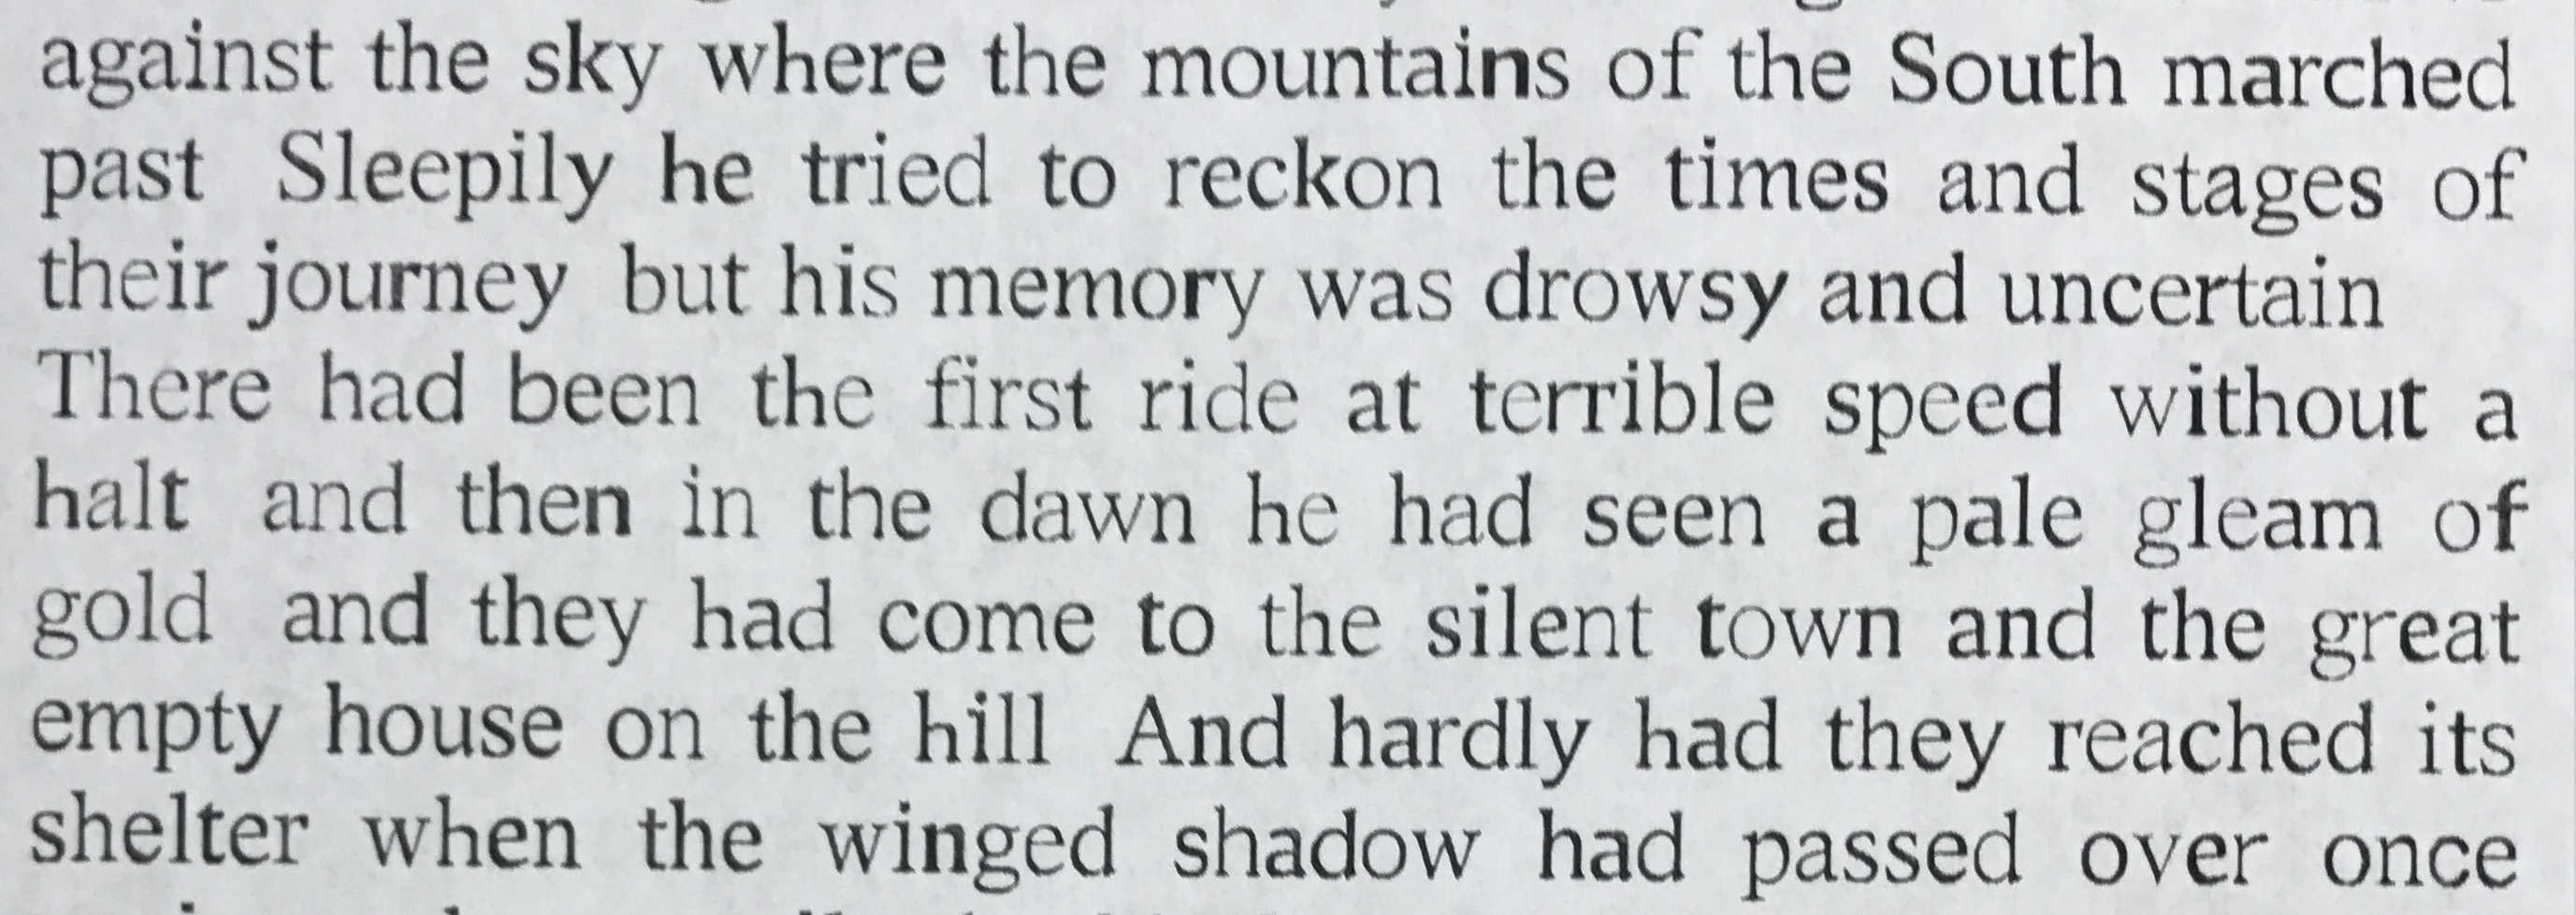 against the sky where the mountains of the South marched
past Sleepily he tried to reckon the times and stages of
their journey but his memory was drowsy and uncertain
There had been the first ride at terrible speed without a
halt and then in the dawn he had seen a pale gleam of
gold and they had come to the silent town and the great
empty house on the hill And hardly had they reached its
shelter when the winged shadow had passed over once